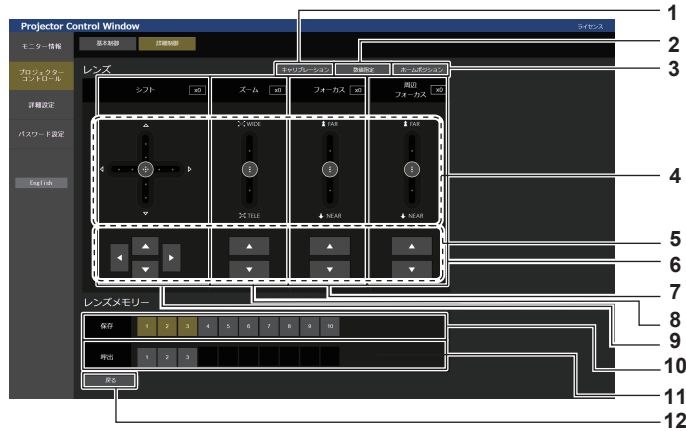 Projector Control Window
ライセンス
モニター情報
プロジェクター
コントロール
詳細設定
パスワード設定
English
基本制御
詳細制御
レンズ
キャリブレーション
数値限定
ホームポジション
シフト
x0
ズーム
x0
フォーカス
x0
周辺
フォーカス
x0
WIDE
FAR
FAR
TELE
NEAR
NEAR
レンズメモリー
保存
1 2 3 4 5 6 7 8 9 10
呼出
1 2 3
戻る
1
2
3
4
5
6
7
8
9
10
11
12